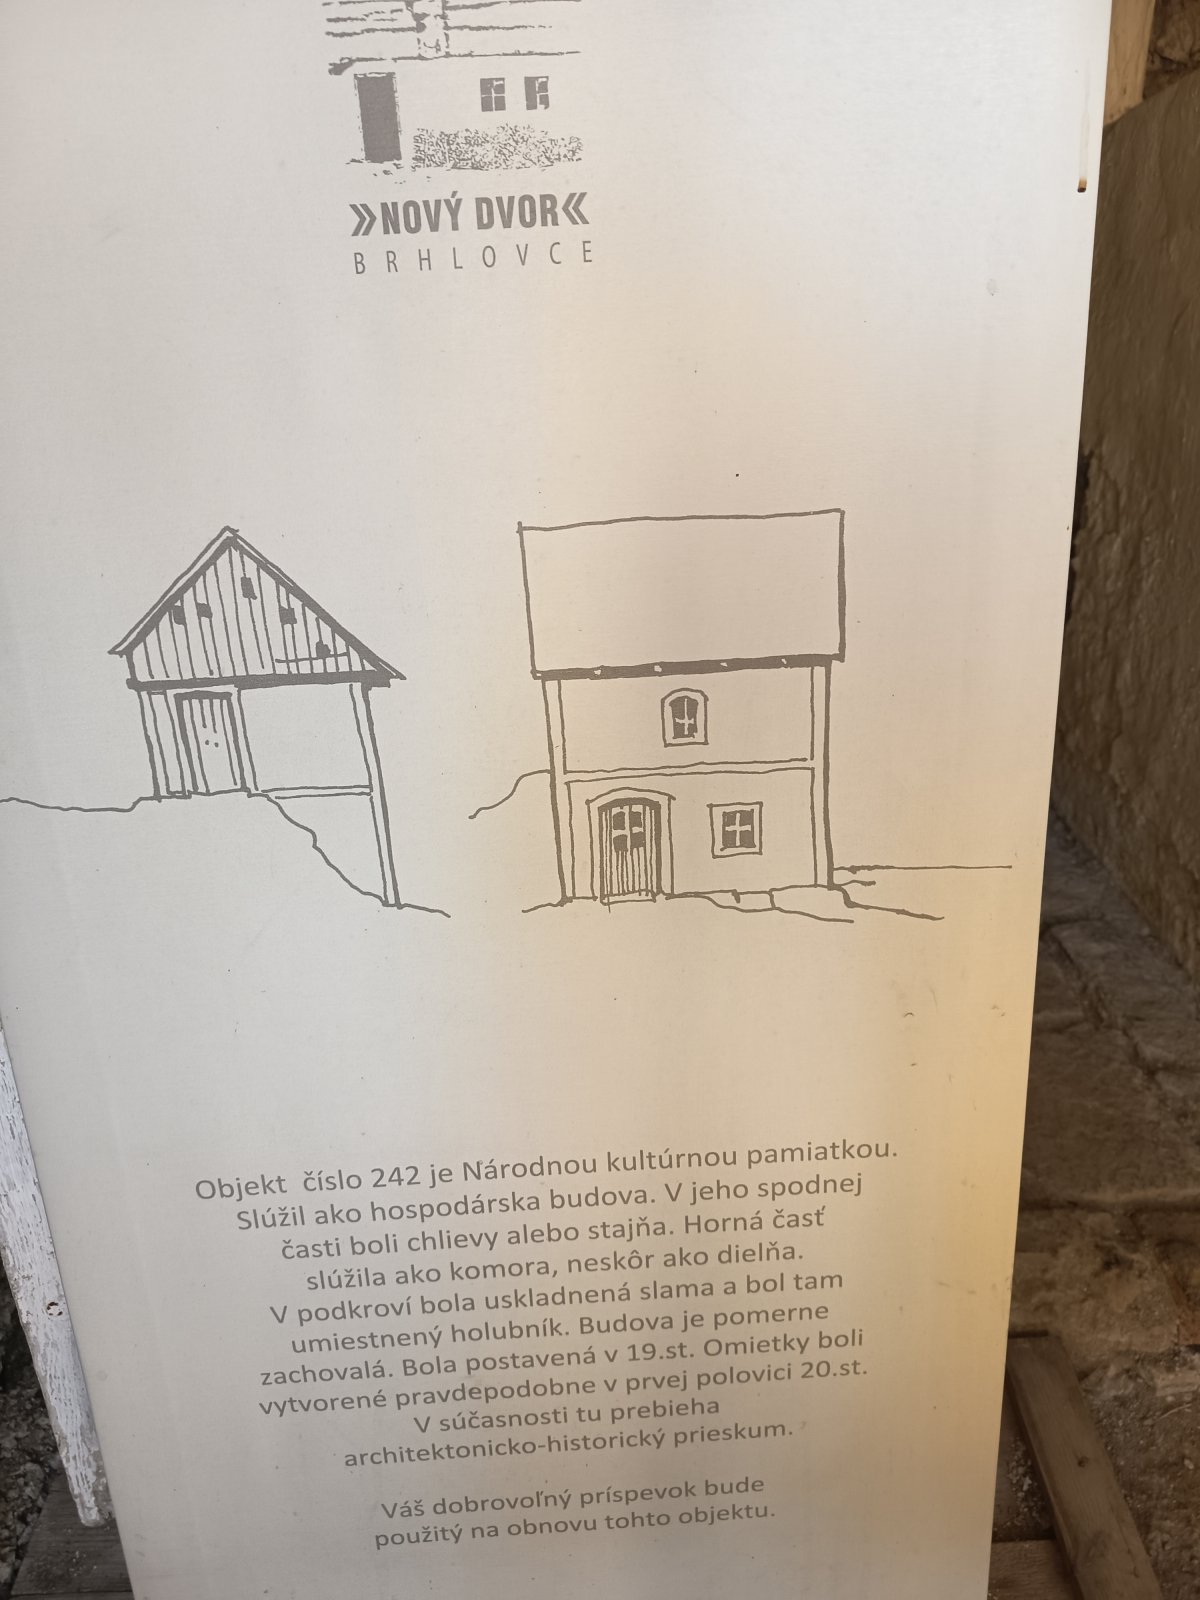 »NOVÝ DVOR«
BRHLOVCE
Objekt číslo 242 je Národnou kultúrnou pamiatkou.
Slúžil ako hospodárska budova. V jeho spodnej
časti boli chlievy alebo stajňa. Horná časť
slúžila ako komora, neskôr ako dielňa.
V podkroví bola uskladnená slama a bol tam
umiestnený holubník. Budova je pomerne
zachovalá. Bola postavená v 19.st. Omietky boli
vytvorené pravdepodobne v prvej polovici 20.st.
V súčasnosti tu prebieha
architektonicko-historický prieskum.
Váš dobrovoľný príspevok bude
použitý na obnovu tohto objektu.